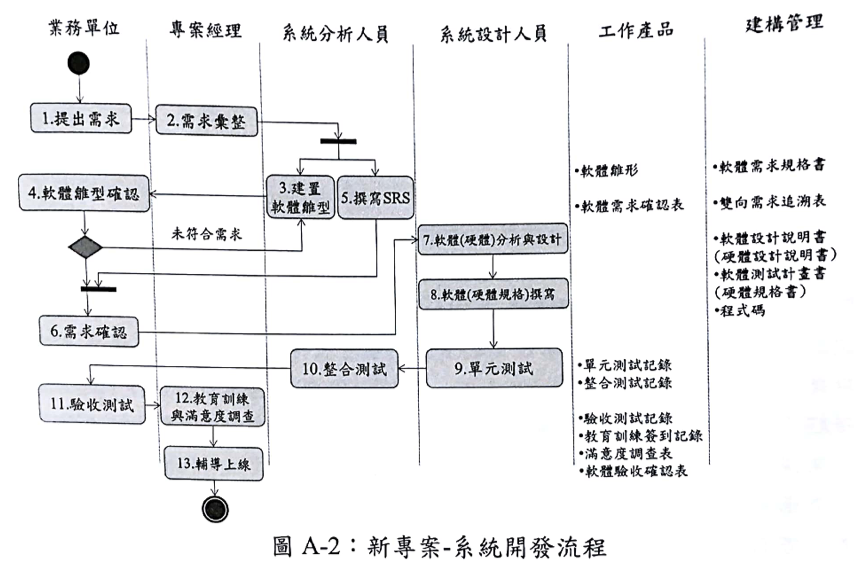 業務單位
專案經理
系統分析人員
系統設計人員
工作產品
建構管理
1.提出需求
2.需求彙整
3.建置
軟體雛型
4.軟體雛型確認
5.撰寫SRS
未符合需求
6.需求確認
7.軟體(硬體)分析與設計
8.軟體(硬體規格)撰寫
9.單元測試
10.整合測試
11.驗收測試
12.教育訓練
與滿意度調查
13.輔導上線
•軟體雛形
•軟體需求確認表
•單元測試記錄
•整合測試記錄
•驗收測試記錄
•教育訓練簽到記錄
•滿意度調查表
•軟體驗收確認表
•軟體需求規格書
•雙向需求追溯表
•軟體設計說明書
(硬體設計說明書)
•軟體測試計畫書
(硬體規格書)
•程式碼
圖 A-2：新專案-系統開發流程